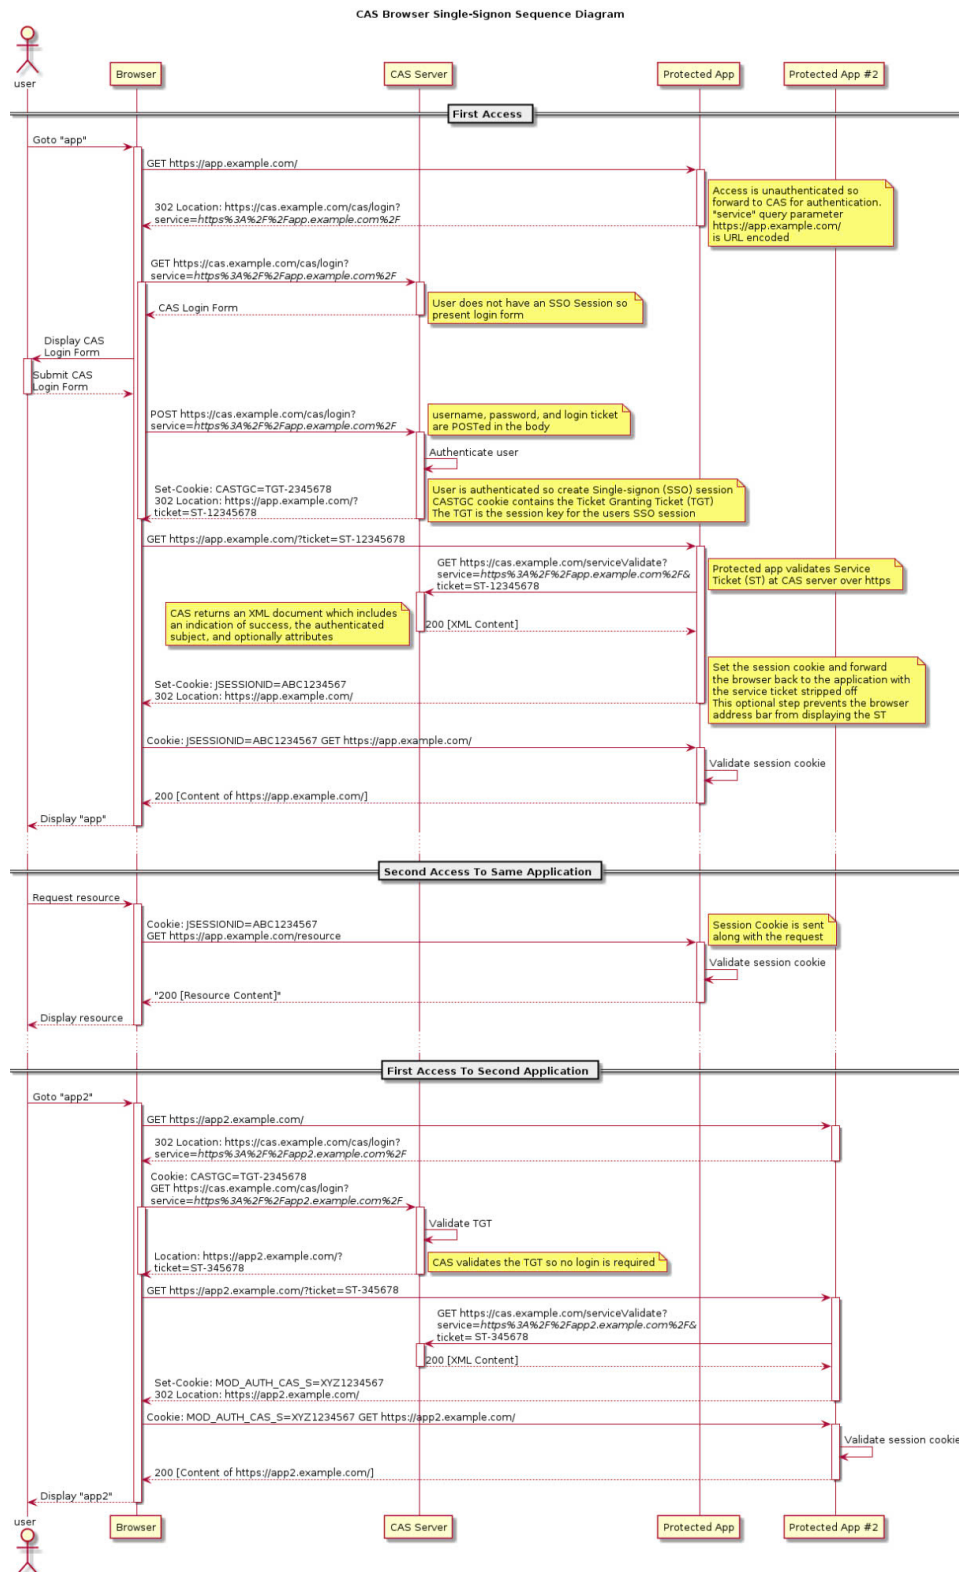 CAS Browser Single-Signon Sequence Diagram
user
Browser
CAS Server
Protected App
Protected App #2
First Access
Goto "app"
GET https://app.example.com/
Access is unauthenticated so
forward to CAS for authentication.
"service" query parameter
https://app.example.com/
is URL encoded
302 Location: https://cas.example.com/cas/login?
service=https%3A%2F%2Fapp.example.com%2F
GET https://cas.example.com/cas/login?
service=https%3A%2F%2Fapp.example.com%2F
User does not have an SSO Session so
present login form
CAS Login Form
Display CAS
Login Form
Submit CAS
Login Form
POST https://cas.example.com/cas/login?
service=https%3A%2F%2Fapp.example.com%2F
username, password, and login ticket
are POSTed in the body
Authenticate user
Set-Cookie: CASTGC=TGT-2345678
302 Location: https://app.example.com/?
ticket=ST-12345678
User is authenticated so create Single-signon (SSO) session
CASTGC cookie contains the Ticket Granting Ticket (TGT)
The TGT is the session key for the users SSO session
GET https://app.example.com/?ticket=ST-12345678
GET https://cas.example.com/serviceValidate?
service=https%3A%2F%2Fapp.example.com%2F&
ticket=ST-12345678
Protected app validates Service
Ticket (ST) at CAS server over https
CAS returns an XML document which includes
an indication of success, the authenticated
subject, and optionally attributes
200 [XML Content]
Set-Cookie: JSESSIONID=ABC1234567
302 Location: https://app.example.com/
Set the session cookie and forward
the browser back to the application with
the service ticket stripped off
This optional step prevents the browser
address bar from displaying the ST
Cookie: JSESSIONID=ABC1234567 GET https://app.example.com/
Validate session cookie
200 [Content of https://app.example.com/]
Display "app"
Second Access To Same Application
Request resource
Cookie: JSESSIONID=ABC1234567
GET https://app.example.com/resource
Session Cookie is sent
along with the request
Validate session cookie
"200 [Resource Content]"
Display resource
First Access To Second Application
Goto "app2"
GET https://app2.example.com/
302 Location: https://cas.example.com/cas/login?
service=https%3A%2F%2Fapp2.example.com%2F
Cookie: CASTGC=TGT-2345678
GET https://cas.example.com/cas/login?
service=https%3A%2F%2Fapp2.example.com%2F
Validate TGT
Location: https://app2.example.com/?
ticket=ST-345678
CAS validates the TGT so no login is required
GET https://app2.example.com/?ticket=ST-345678
GET https://cas.example.com/serviceValidate?
service=https%3A%2F%2Fapp2.example.com%2F&
ticket= ST-345678
200 [XML Content]
Set-Cookie: MOD_AUTH_CAS_S=XYZ1234567
302 Location: https://app2.example.com/
Cookie: MOD_AUTH_CAS_S=XYZ1234567 GET https://app2.example.com/
Validate session cookie
200 [Content of https://app2.example.com/]
Display "app2"
user
Browser
CAS Server
Protected App
Protected App #2